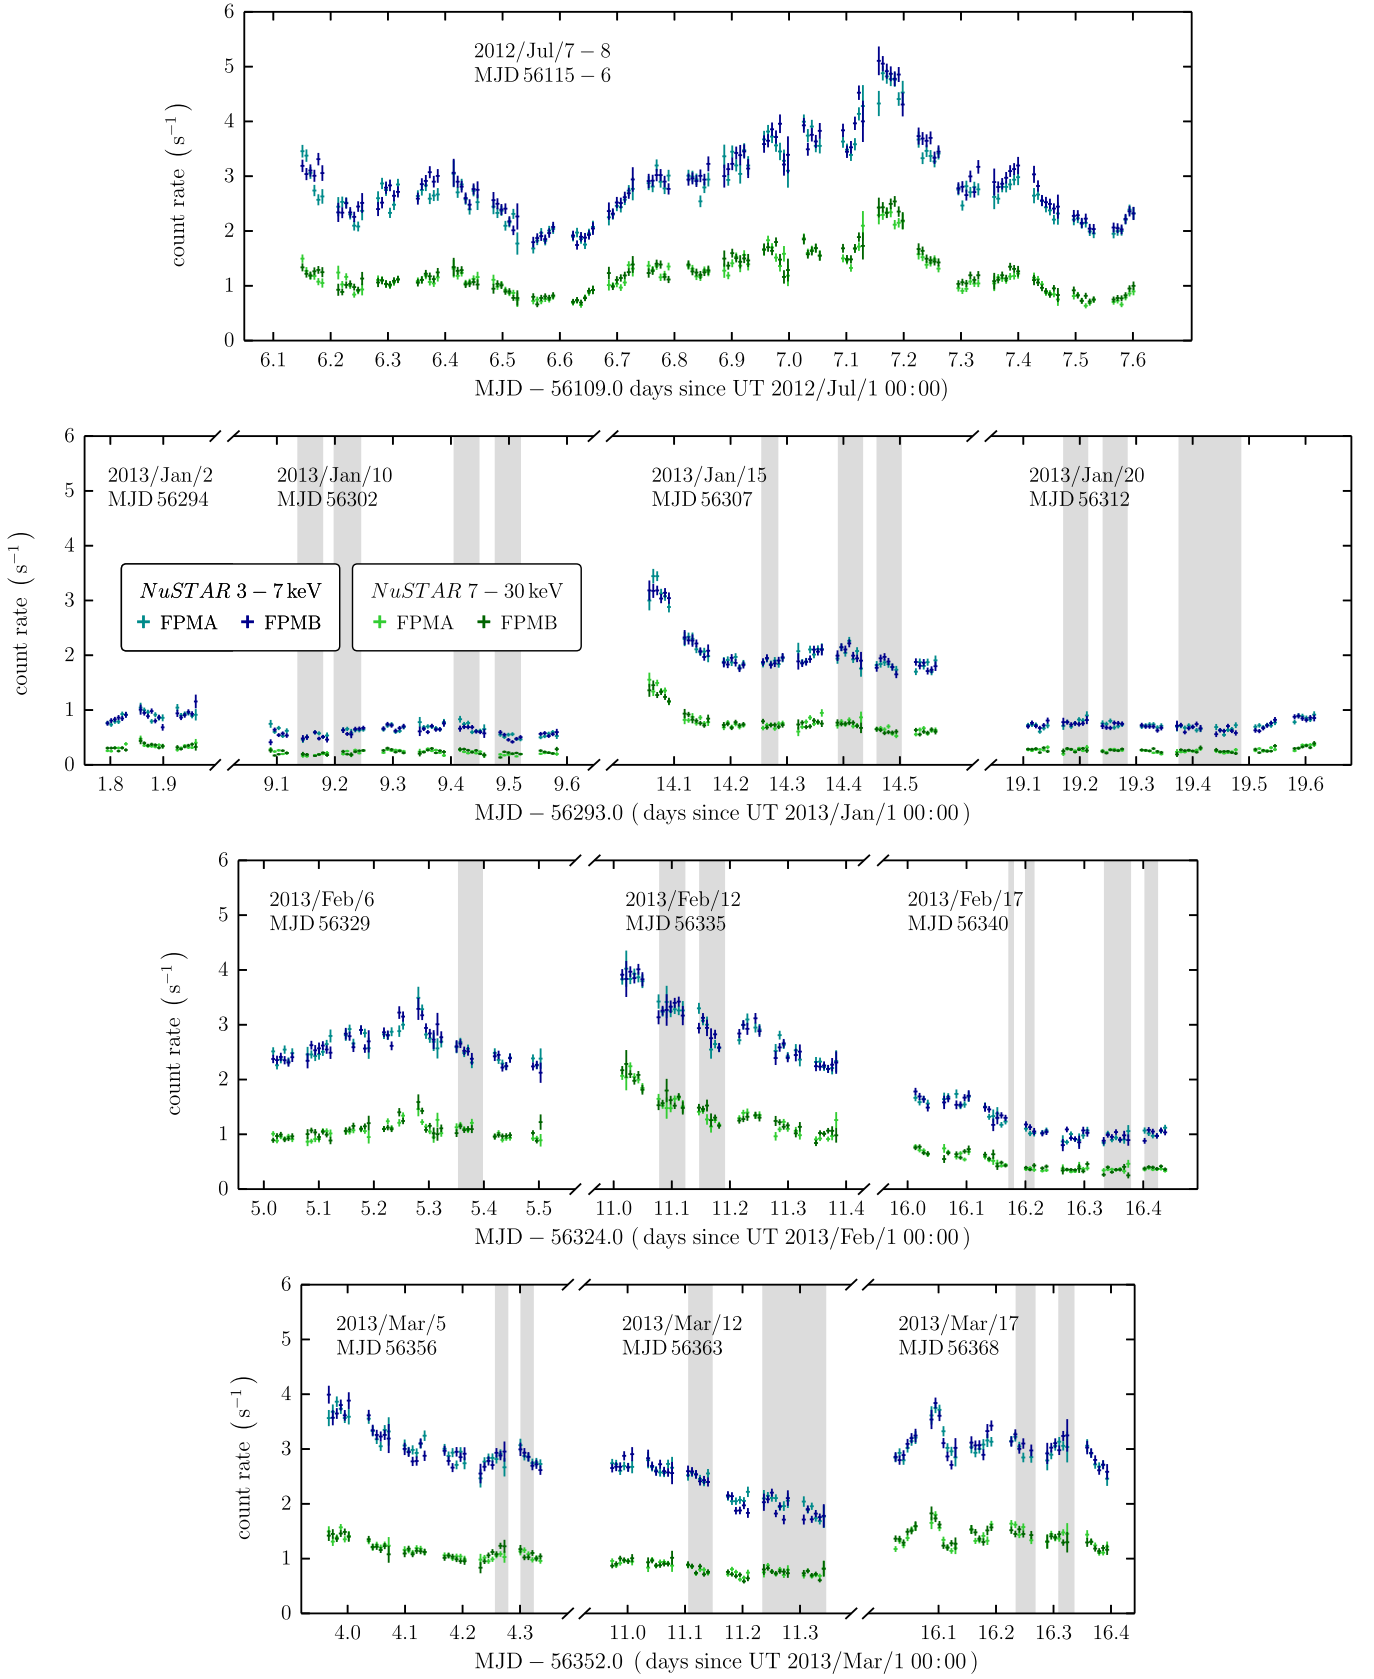 6
5
4
3
2
1
0
count rate ( s⁻¹ )
2012/Jul/7 – 8
MJD 56115 – 6
6.1 6.2 6.3 6.4 6.5 6.6 6.7 6.8 6.9 7.0 7.1 7.2 7.3 7.4 7.5 7.6
MJD – 56109.0 days since UT 2012/Jul/1 00:00)
6
5
4
3
2
1
0
count rate ( s⁻¹ )
2013/Jan/2 2013/Jan/10 2013/Jan/15 2013/Jan/20
MJD 56294 MJD 56302 MJD 56307 MJD 56312
NuSTAR 3 – 7 keV
FPMA FPMB
NuSTAR 7 – 30 keV
FPMA FPMB
1.8 1.9 9.1 9.2 9.3 9.4 9.5 9.6 14.1 14.2 14.3 14.4 14.5 19.1 19.2 19.3 19.4 19.5 19.6
MJD – 56293.0 ( days since UT 2013/Jan/1 00:00 )
6
5
4
3
2
1
0
count rate ( s⁻¹ )
2013/Feb/6 2013/Feb/12 2013/Feb/17
MJD 56329 MJD 56335 MJD 56340
5.0 5.1 5.2 5.3 5.4 5.5 11.0 11.1 11.2 11.3 11.4 16.0 16.1 16.2 16.3 16.4
MJD – 56324.0 ( days since UT 2013/Feb/1 00:00 )
6
5
4
3
2
1
0
count rate ( s⁻¹ )
2013/Mar/5 2013/Mar/12 2013/Mar/17
MJD 56356 MJD 56363 MJD 56368
4.0 4.1 4.2 4.3 11.0 11.1 11.2 11.3 16.1 16.2 16.3 16.4
MJD – 56352.0 ( days since UT 2013/Mar/1 00:00 )